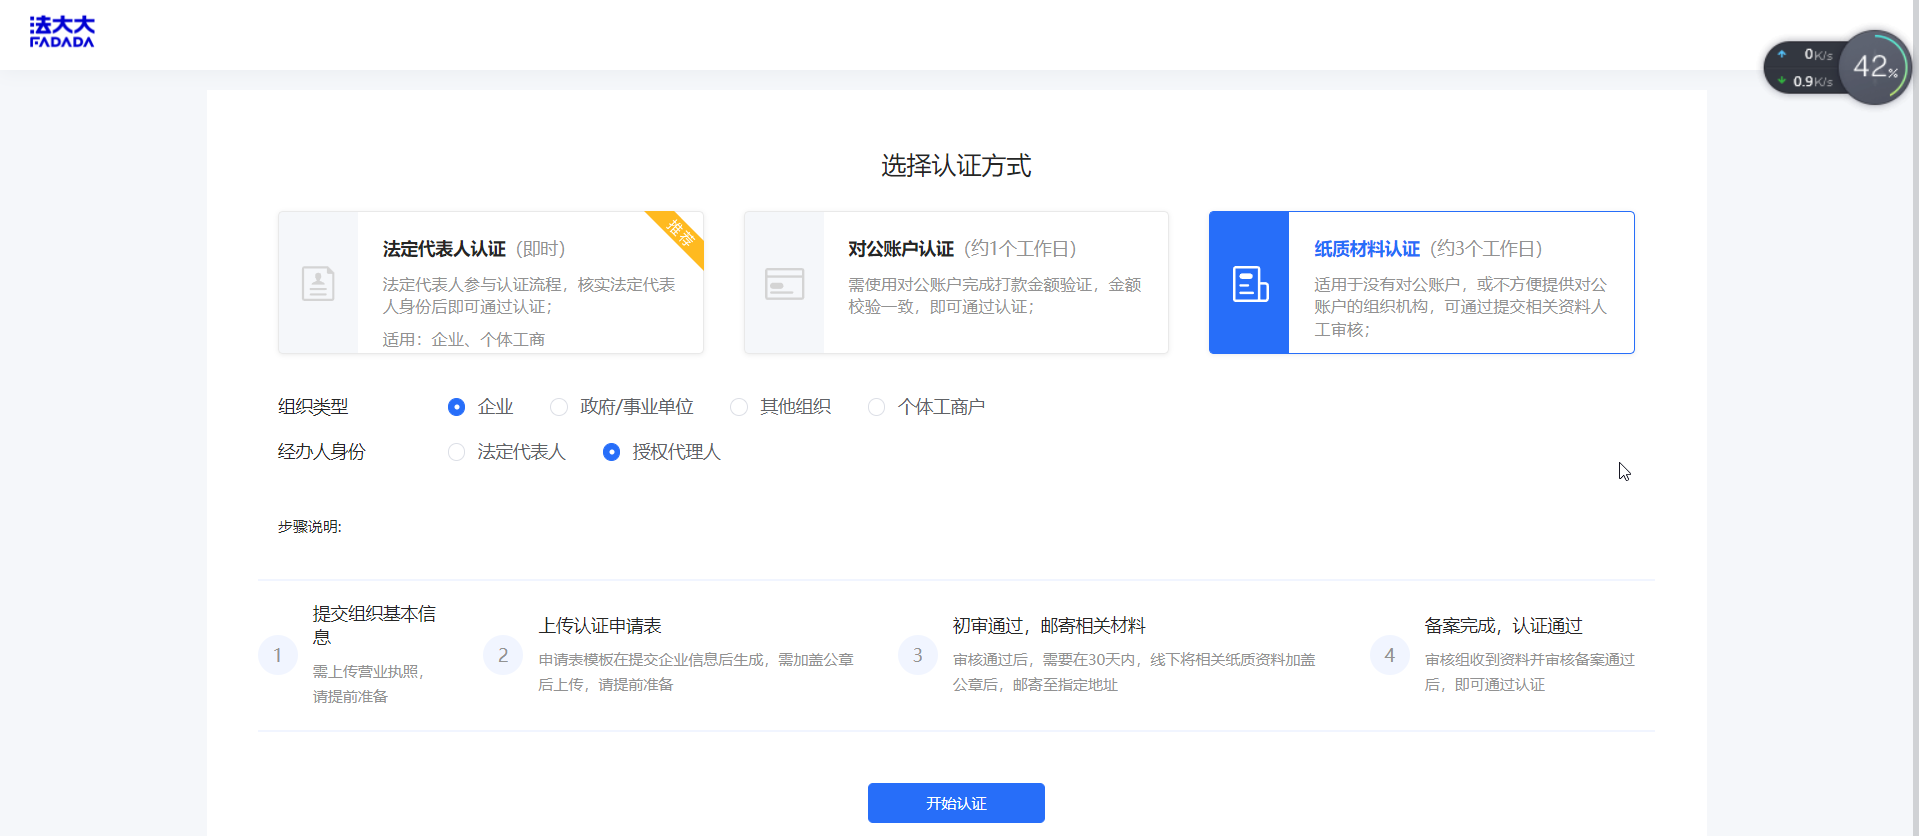 法大大
FADADA
0K/s
0.9K/s
42%
选择认证方式
法定代表人认证（即时）
推荐
法定代表人参与认证流程，核实法定代表
人身份后即可通过认证；
适用：企业、个体工商
对公账户认证（约1个工作日）
需使用对公账户完成打款金额验证，金额
校验一致，即可通过认证；
纸质材料认证（约3个工作日）
适用于没有对公账户，或不方便提供对公
账户的组织机构，可通过提交相关资料人
工审核；
组织类型 企业 政府/事业单位 其他组织 个体工商户
经办人身份 法定代表人 授权代理人
步骤说明:
1
提交组织基本信
息
需上传营业执照，
请提前准备
2
上传认证申请表
申请表模板在提交企业信息后生成，需加盖公章
后上传，请提前准备
3
初审通过，邮寄相关材料
审核通过后，需要在30天内，线下将相关纸质资料加盖
公章后，邮寄至指定地址
4
备案完成，认证通过
审核组收到资料并审核备案通过
后，即可通过认证
开始认证